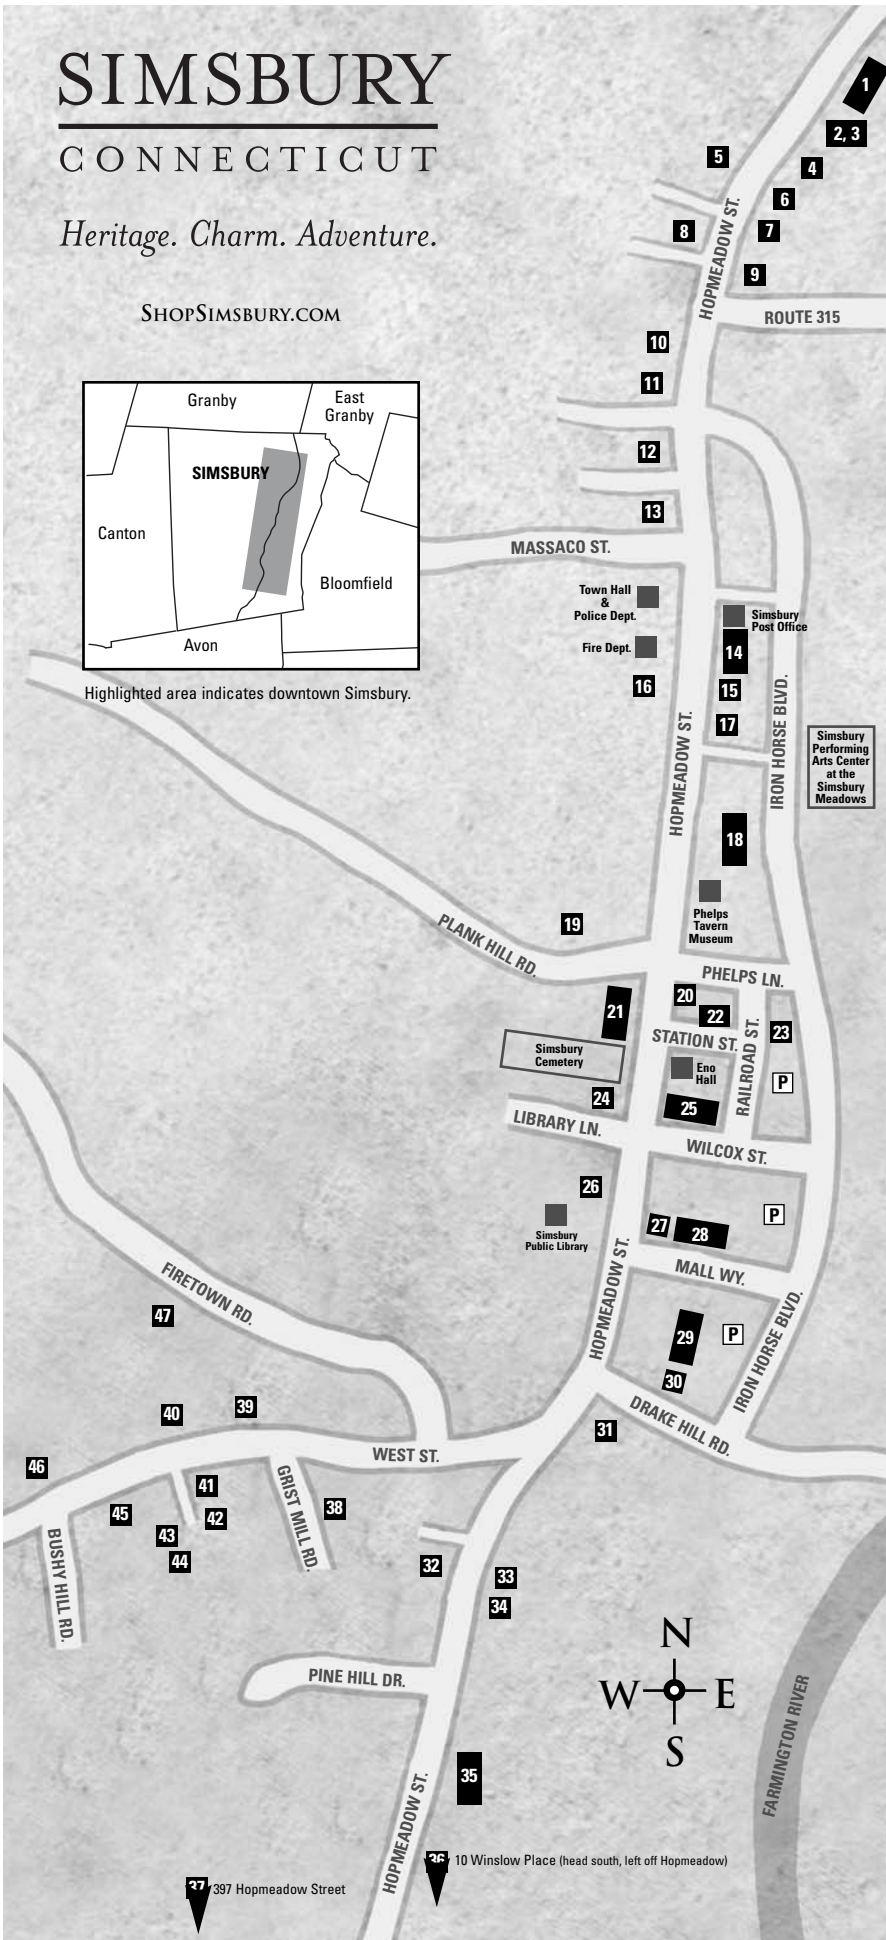 SIMSBURY
CONNECTICUT
Heritage. Charm. Adventure.
SHOPSIMSBURY.COM
1
2, 3
4
5
6
7
8
HOPMEADOW ST.
9
ROUTE 315
10
11
Granby
East
Granby
SIMSBURY
Canton
Bloomfield
Avon
Highlighted area indicates downtown Simsbury.
12
13
MASSACO ST.
Town Hall
&
Police Dept.
Simsbury
Post Office
Fire Dept.
14
15
16
17
HOPMEADOW ST.
IRON HORSE BLVD.
Simsbury
Performing
Arts Center
at the
Simsbury
Meadows
18
Phelps
Tavern
Museum
19
PLANK HILL RD.
PHELPS LN.
20
21
22
23
STATION ST.
RAILROAD ST.
Simsbury
Cemetery
Eno
Hall
P
24
25
LIBRARY LN.
WILCOX ST.
26
Simsbury
Public Library
27
28
P
HOPMEADOW ST.
MALL WY.
FIRETOWN RD.
47
29
P
IRON HORSE BLVD.
30
DRAKE HILL RD.
31
39
40
WEST ST.
46
41
GRIST MILL RD.
38
45
42
43
44
BUSHY HILL RD.
32
33
34
N
W
E
S
PINE HILL DR.
FARMINGTON RIVER
35
HOPMEADOW ST.
36
10 Winslow Place (head south, left off Hopmeadow)
37
397 Hopmeadow Street